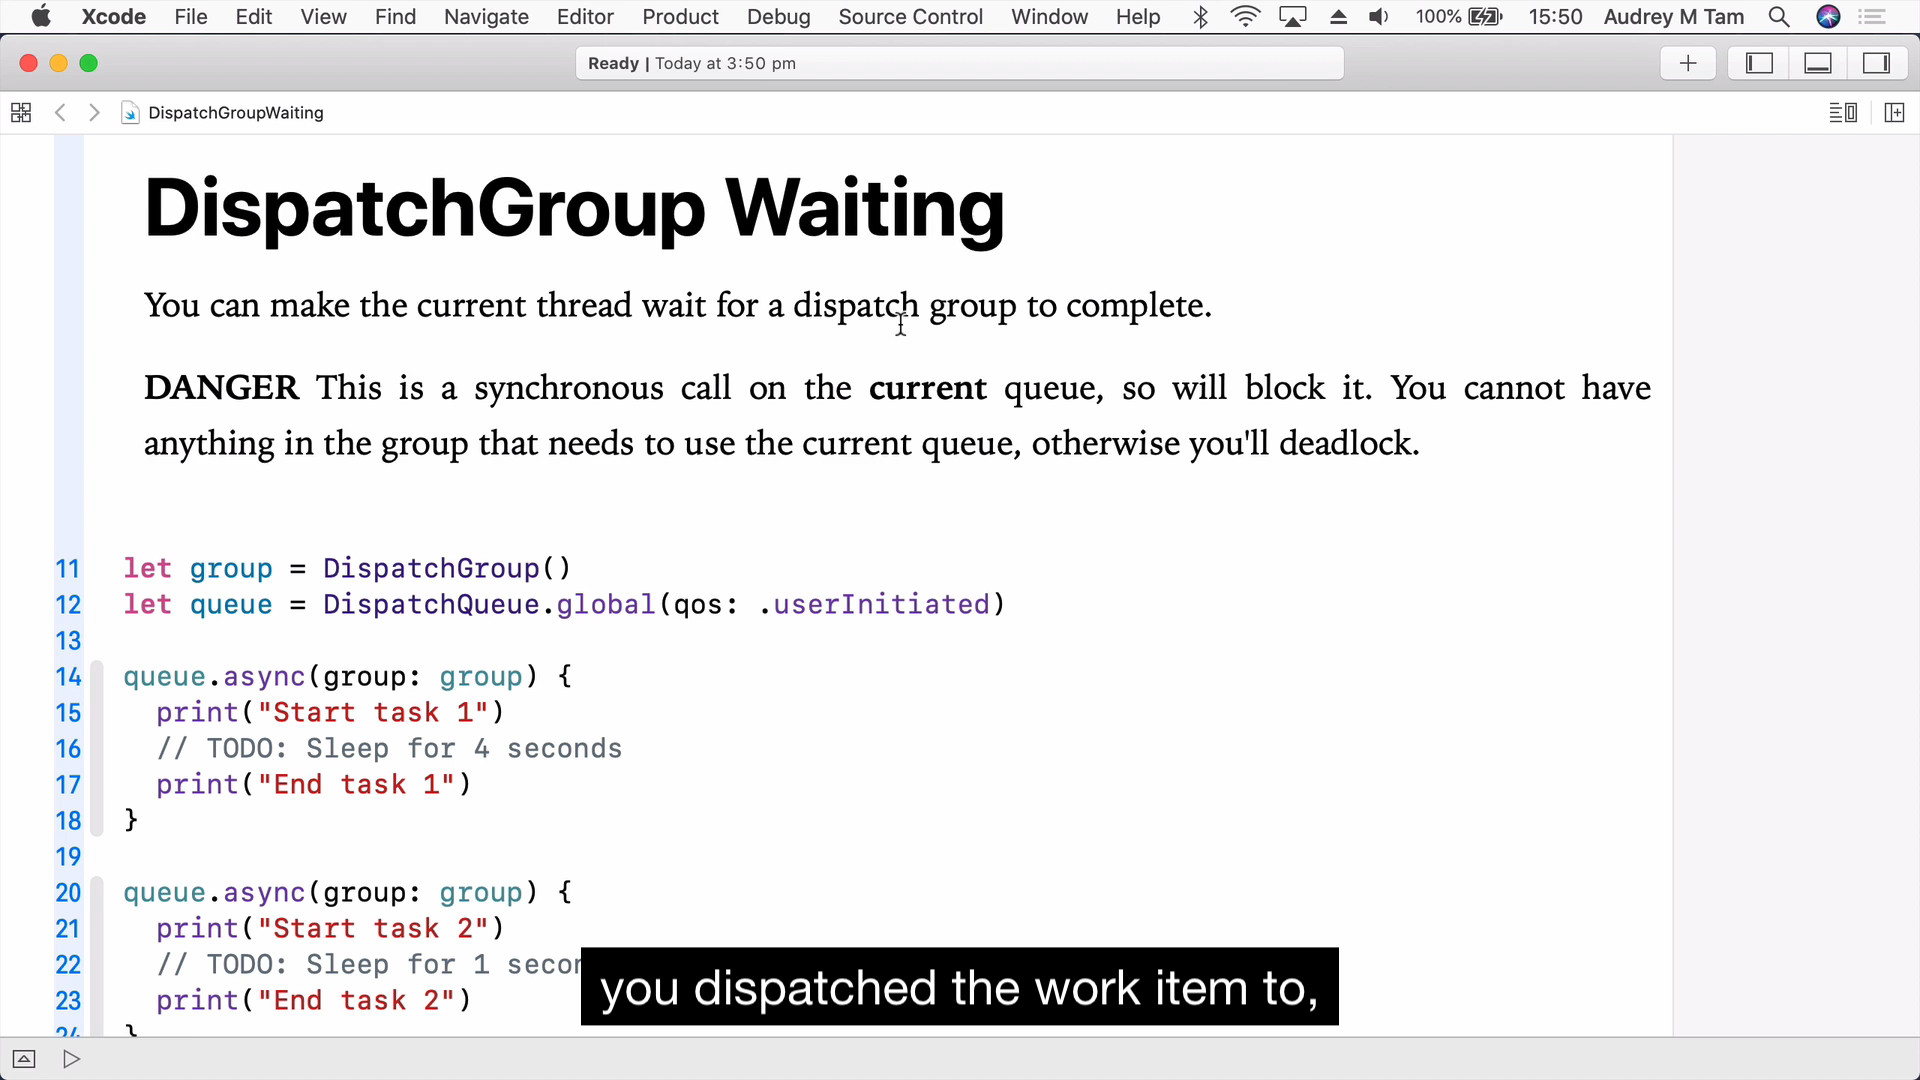 Xcode File Edit View Find Navigate Editor Product Debug Source Control Window Help 100% 15:50 Audrey M Tam
Ready | Today at 3:50 pm
DispatchGroupWaiting
DispatchGroup Waiting
You can make the current thread wait for a dispatch group to complete.
DANGER This is a synchronous call on the current queue, so will block it. You cannot have
anything in the group that needs to use the current queue, otherwise you'll deadlock.
11 let group = DispatchGroup()
12 let queue = DispatchQueue.global(qos: .userInitiated)
13
14 queue.async(group: group) {
15 print("Start task 1")
16 // TODO: Sleep for 4 seconds
17 print("End task 1")
18 }
19
20 queue.async(group: group) {
21 print("Start task 2")
22 // TODO: Sleep for 1
23 print("End task 2")
24 }
you dispatched the work item to,